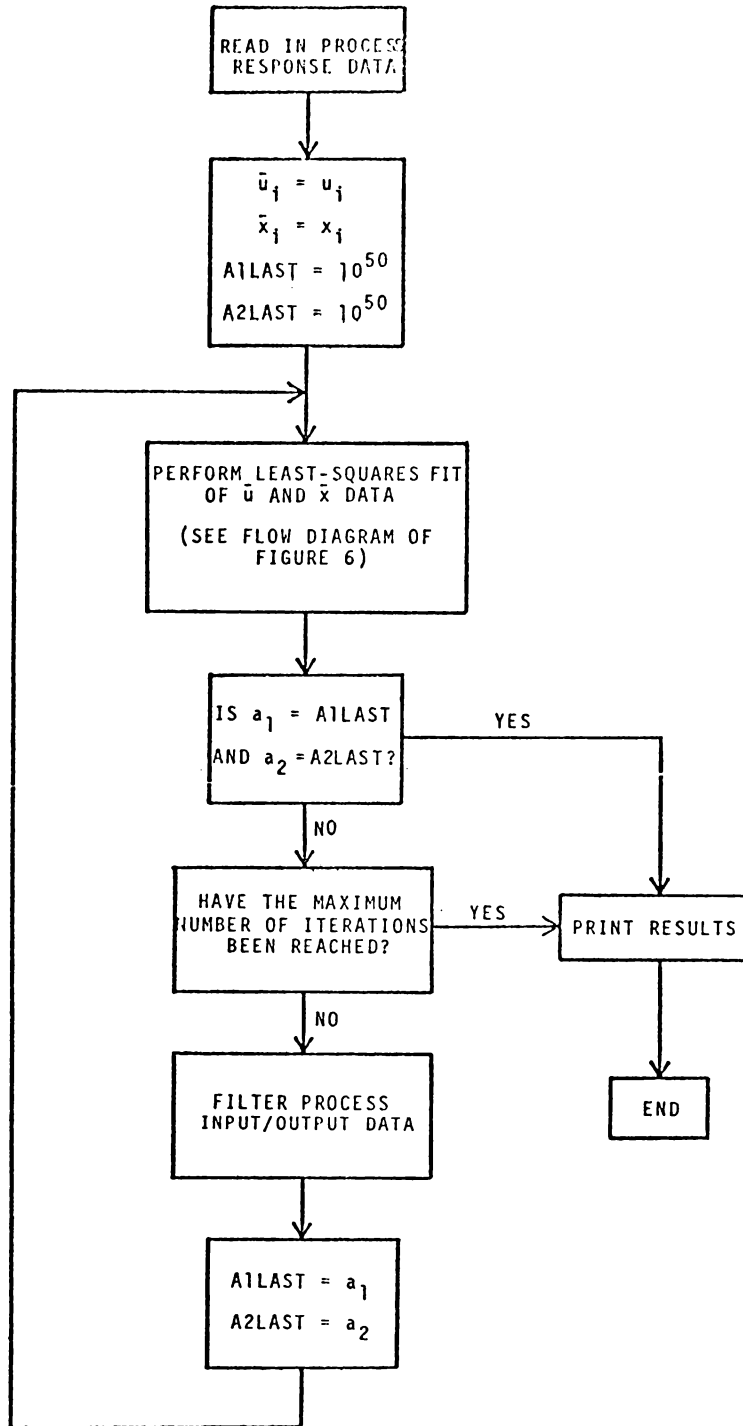 READ IN PROCESS
RESPONSE DATA
ū_i = u_i
x̄_i = x_i
A1LAST = 10^50
A2LAST = 10^50
PERFORM LEAST-SQUARES FIT
OF ū AND x̄ DATA
(SEE FLOW DIAGRAM OF
FIGURE 6)
IS a_1 = A1LAST
AND a_2 = A2LAST?
YES
NO
HAVE THE MAXIMUM
NUMBER OF ITERATIONS
BEEN REACHED?
YES
PRINT RESULTS
NO
FILTER PROCESS
INPUT/OUTPUT DATA
END
A1LAST = a_1
A2LAST = a_2